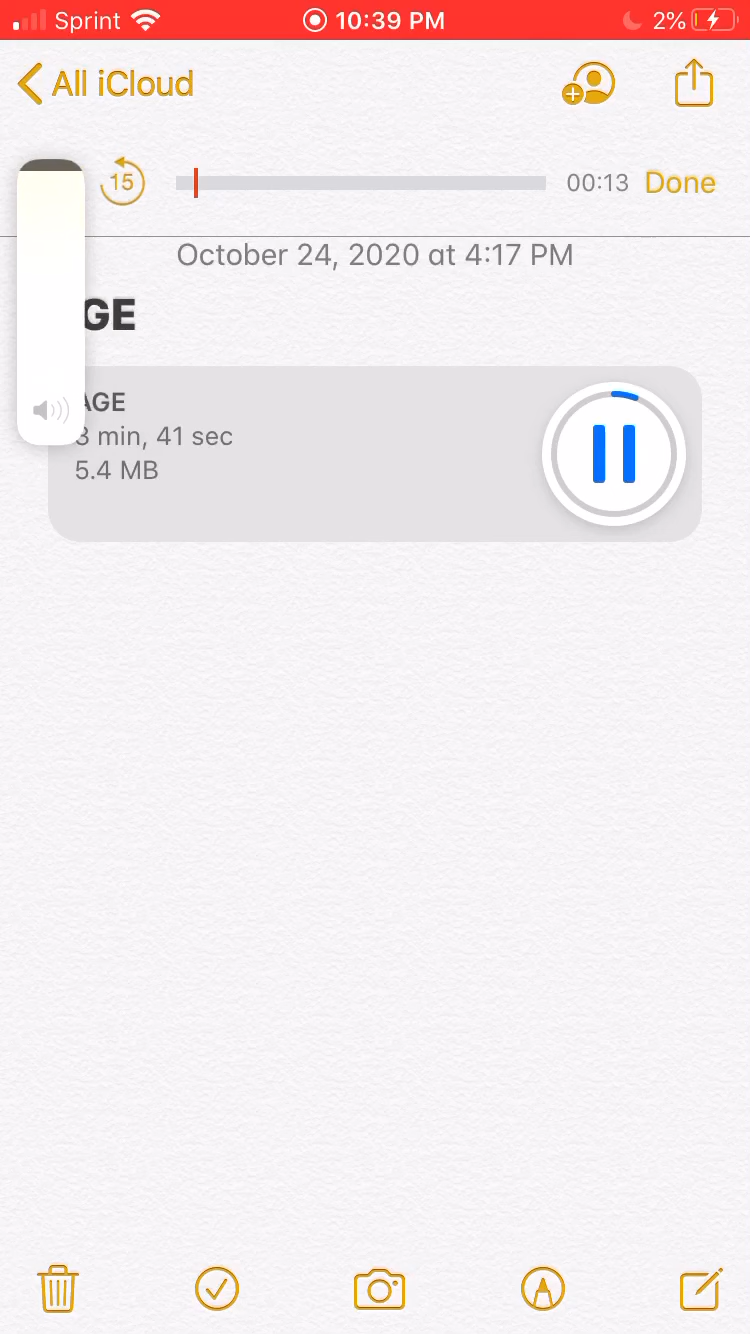 Sprint 10:39 PM 2%
All iCloud
15 00:13 Done
October 24, 2020 at 4:17 PM
GE
AGE
3 min, 41 sec
5.4 MB